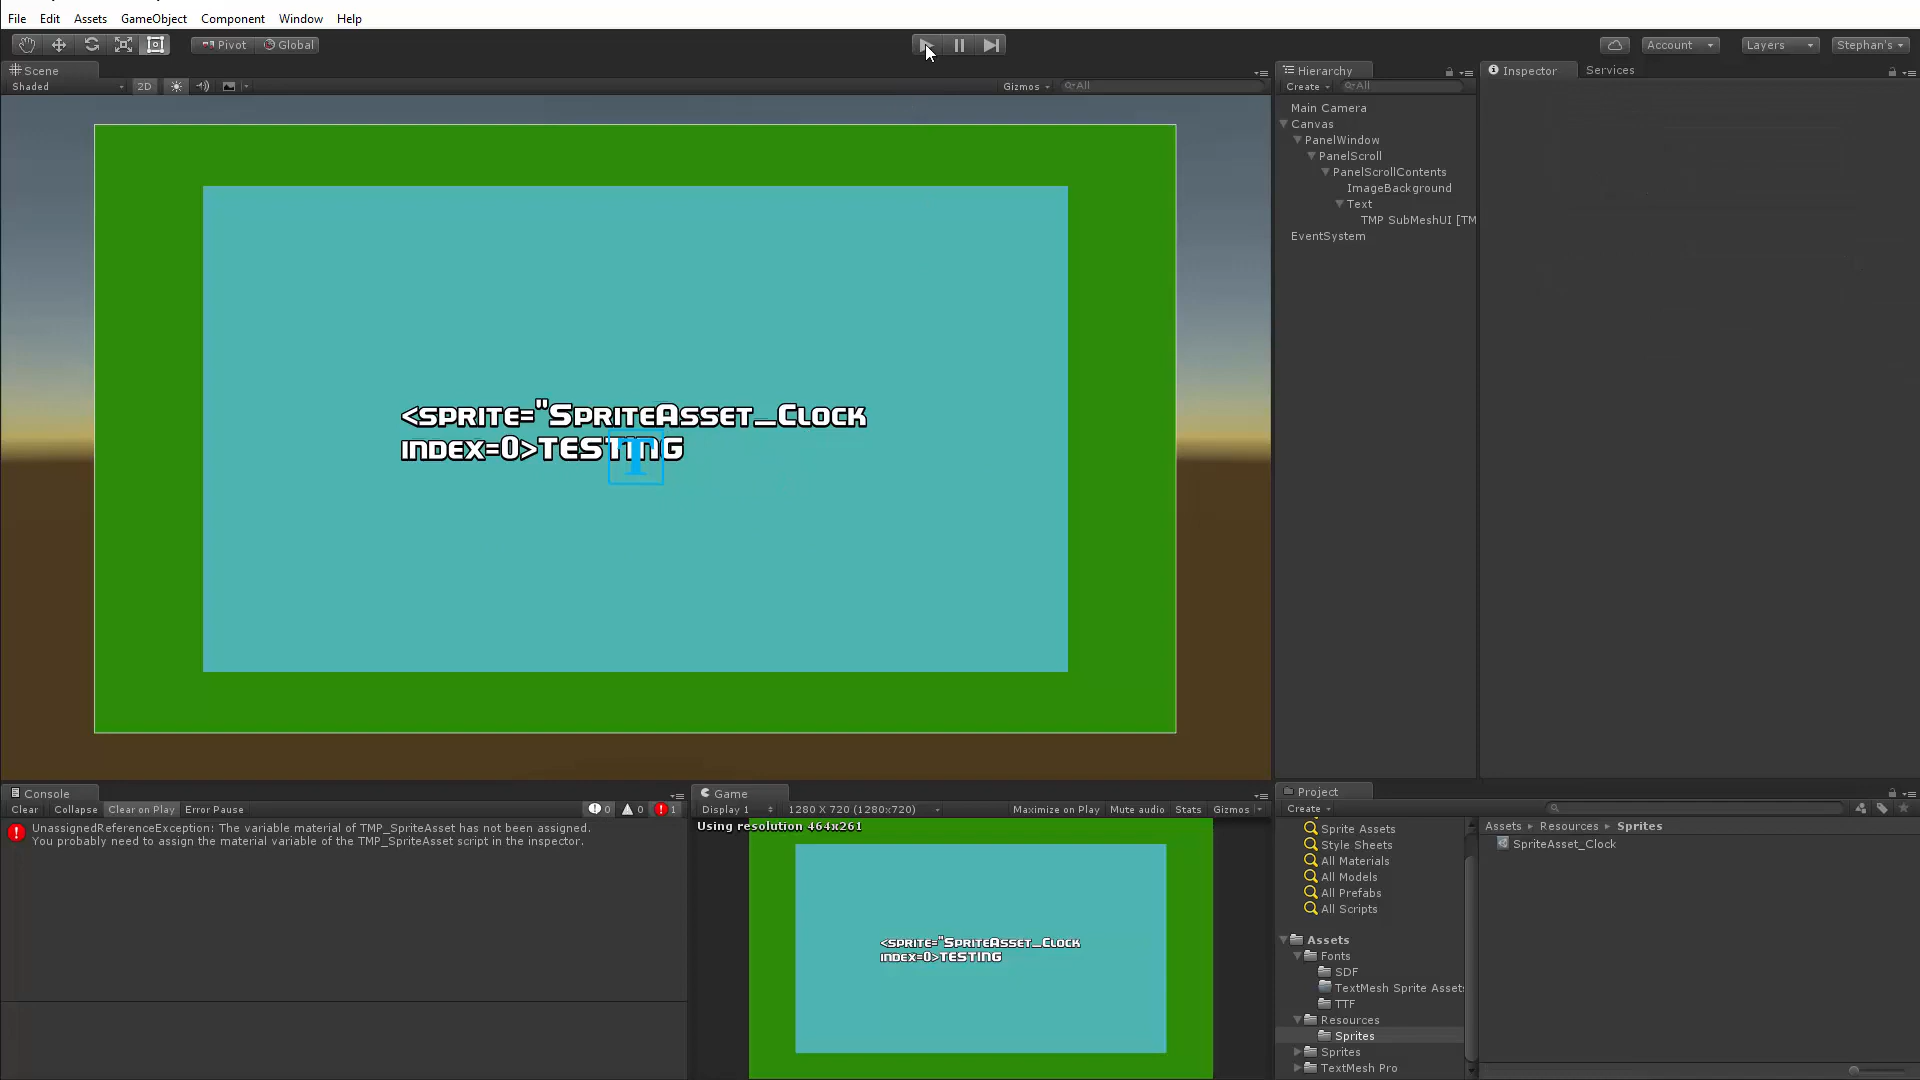 File Edit Assets GameObject Component Window Help
Pivot Global Account Layers Stephan's
Scene
Shaded 2D Gizmos All
<SPRITE="SPRITEASSET_CLOCK
INDEX=0>TESTING
T
Hierarchy
Create All
Main Camera
Canvas
PanelWindow
PanelScroll
PanelScrollContents
ImageBackground
Text
TMP SubMeshUI [TM
EventSystem
Inspector Services
Console
Clear Collapse Clear on Play Error Pause 0 0 1
UnassignedReferenceException: The variable material of TMP_SpriteAsset has not been assigned.
You probably need to assign the material variable of the TMP_SpriteAsset script in the inspector.
Game
Display 1 1280 X 720 (1280x720) Maximize on Play Mute audio Stats Gizmos
Using resolution 464x261
<SPRITE="SPRITEASSET_CLOCK
INDEX=0>TESTING
Project
Create
Sprite Assets
Style Sheets
All Materials
All Models
All Prefabs
All Scripts
Assets
Fonts
SDF
TextMesh Sprite Assets
TTF
Resources
Sprites
Sprites
TextMesh Pro
Assets Resources Sprites
SpriteAsset_Clock